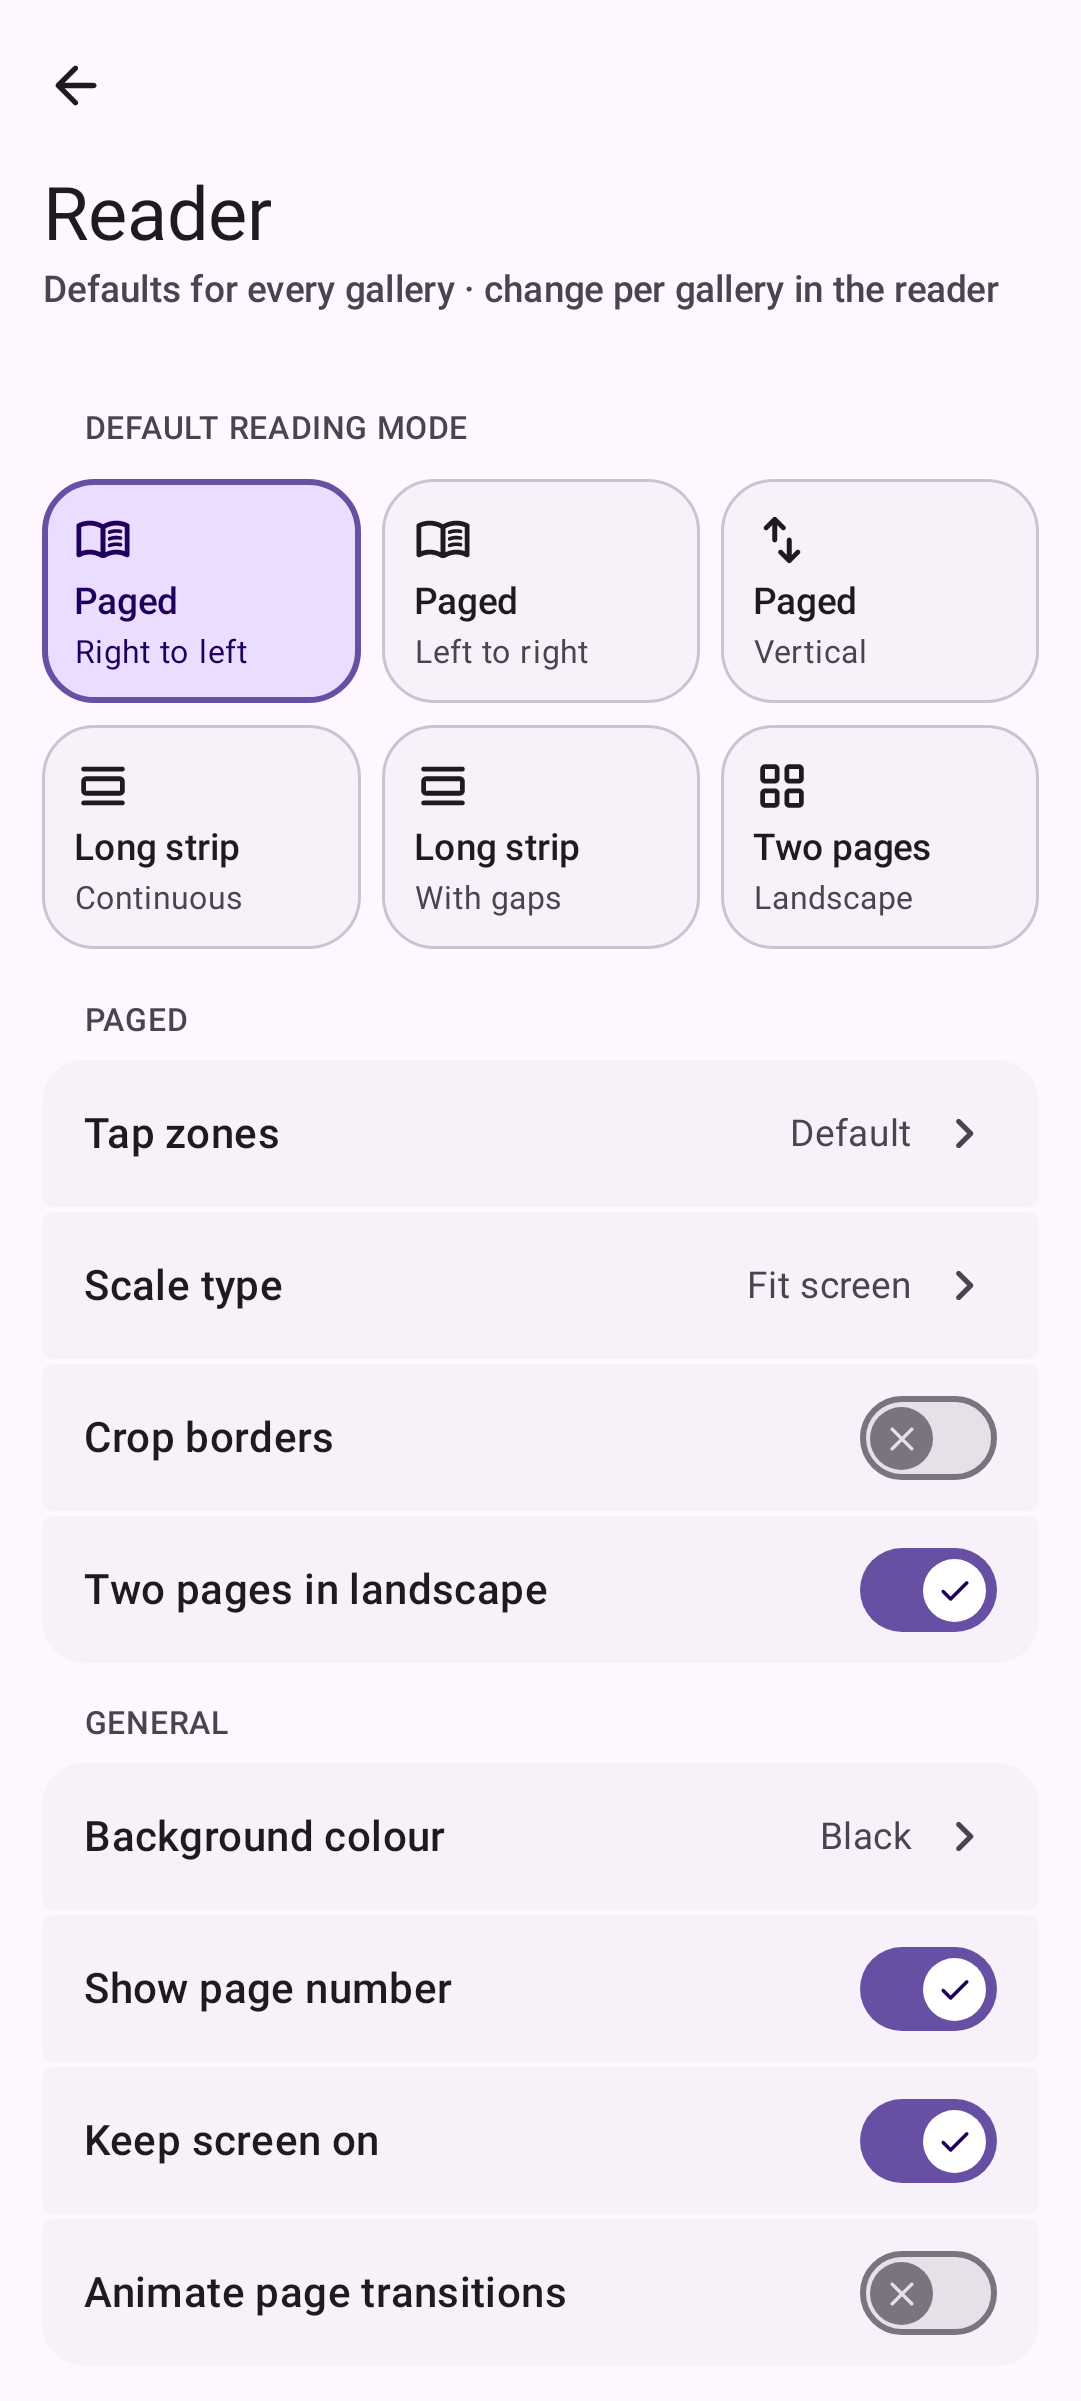 Reader
Defaults for every gallery · change per gallery in the reader
DEFAULT READING MODE
Paged
Right to left
Paged
Left to right
Paged
Vertical
Long strip
Continuous
Long strip
With gaps
Two pages
Landscape
PAGED
Tap zones
Default
Scale type
Fit screen
Crop borders
Two pages in landscape
GENERAL
Background colour
Black
Show page number
Keep screen on
Animate page transitions